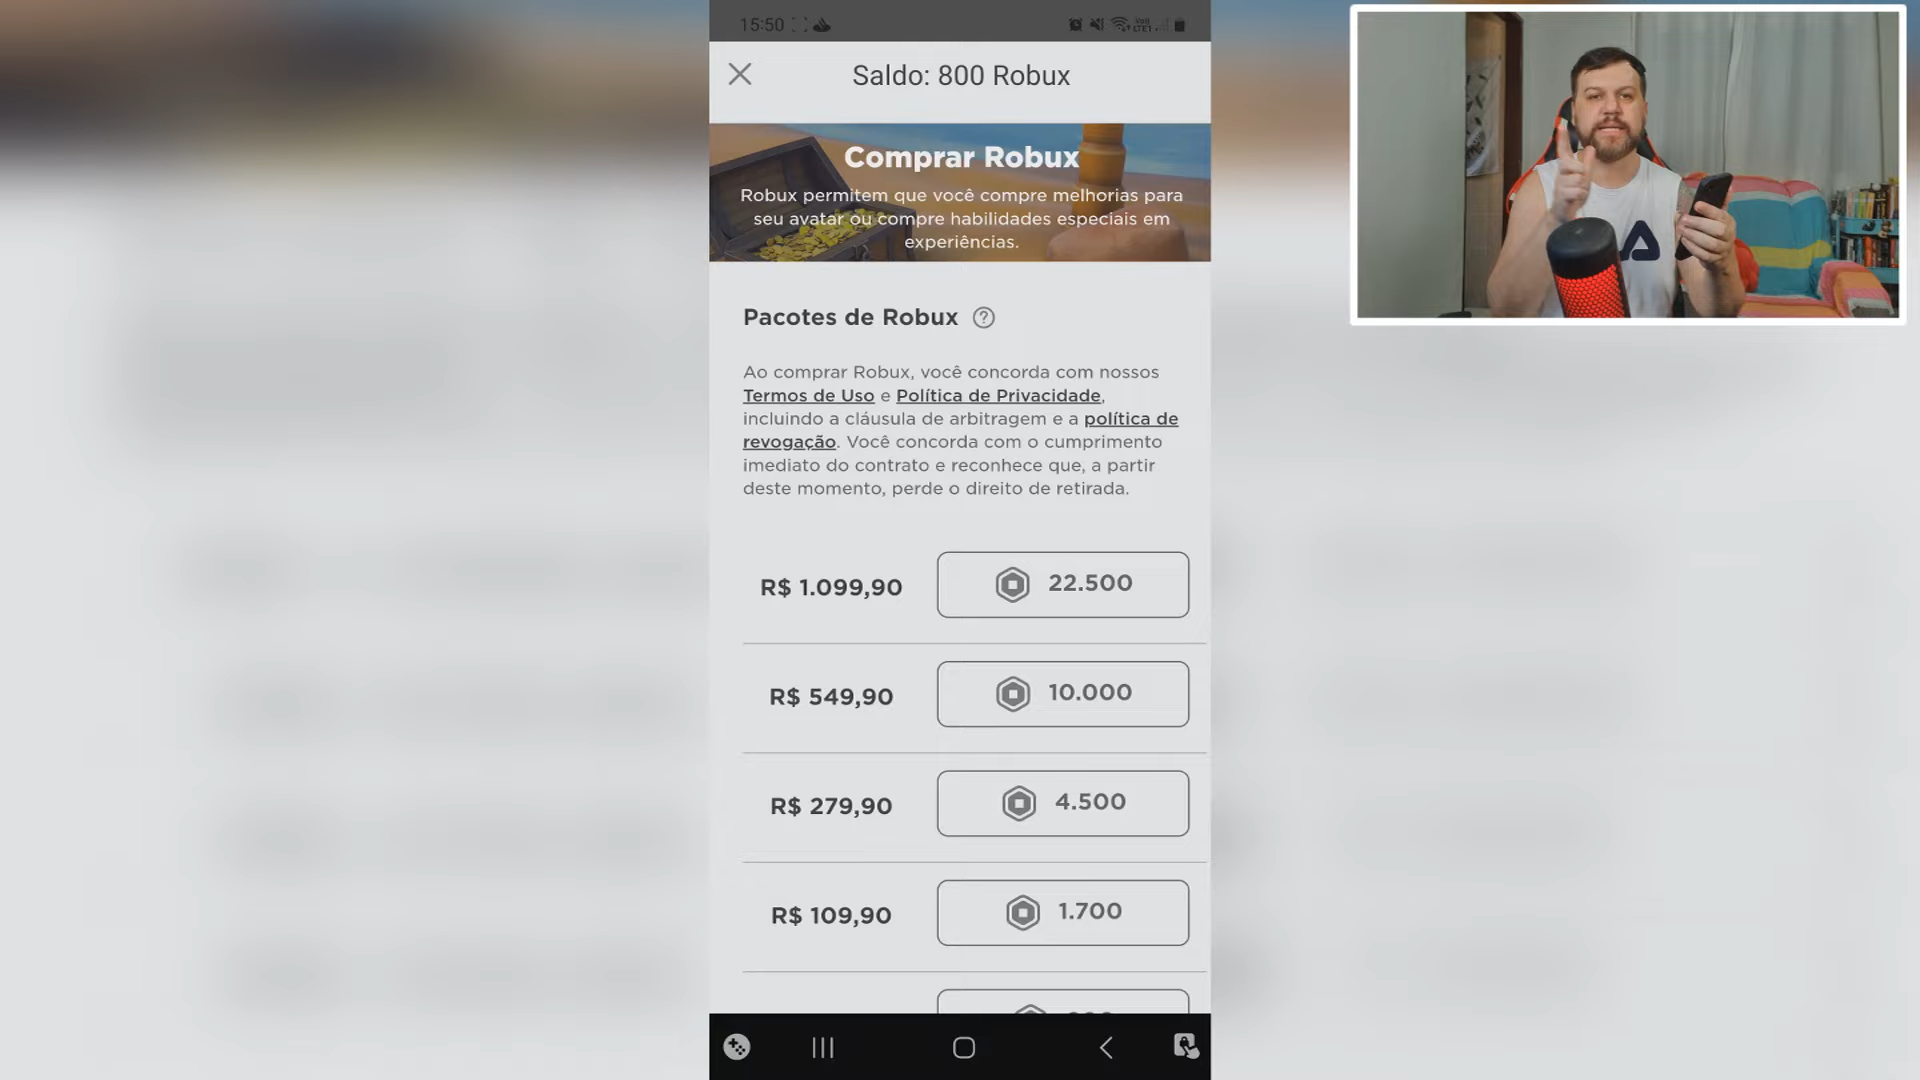 15:50
Saldo: 800 Robux
Comprar Robux
Robux permitem que você compre melhorias para
seu avatar ou compre habilidades especiais em
experiências.
Pacotes de Robux
Ao comprar Robux, você concorda com nossos
Termos de Uso e Política de Privacidade,
incluindo a cláusula de arbitragem e a política de
revogação. Você concorda com o cumprimento
imediato do contrato e reconhece que, a partir
deste momento, perde o direito de retirada.
R$ 1.099,90 22.500
R$ 549,90 10.000
R$ 279,90 4.500
R$ 109,90 1.700